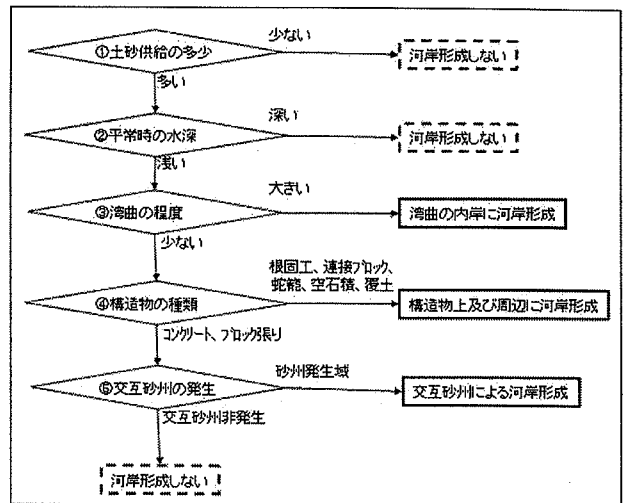 少ない
①土砂供給の多少
河岸形成しない
多い
深い
②平常時の水深
河岸形成しない
浅い
大きい
③湾曲の程度
湾曲の内岸に河岸形成
少ない
根固工、連接ブロック、
蛇籠、空石積、覆土
④構造物の種類
構造物上及び周辺に河岸形成
コンクリート、ブロック張り
砂州発生域
⑤交互砂州の発生
交互砂州による河岸形成
交互砂州非発生
河岸形成しない